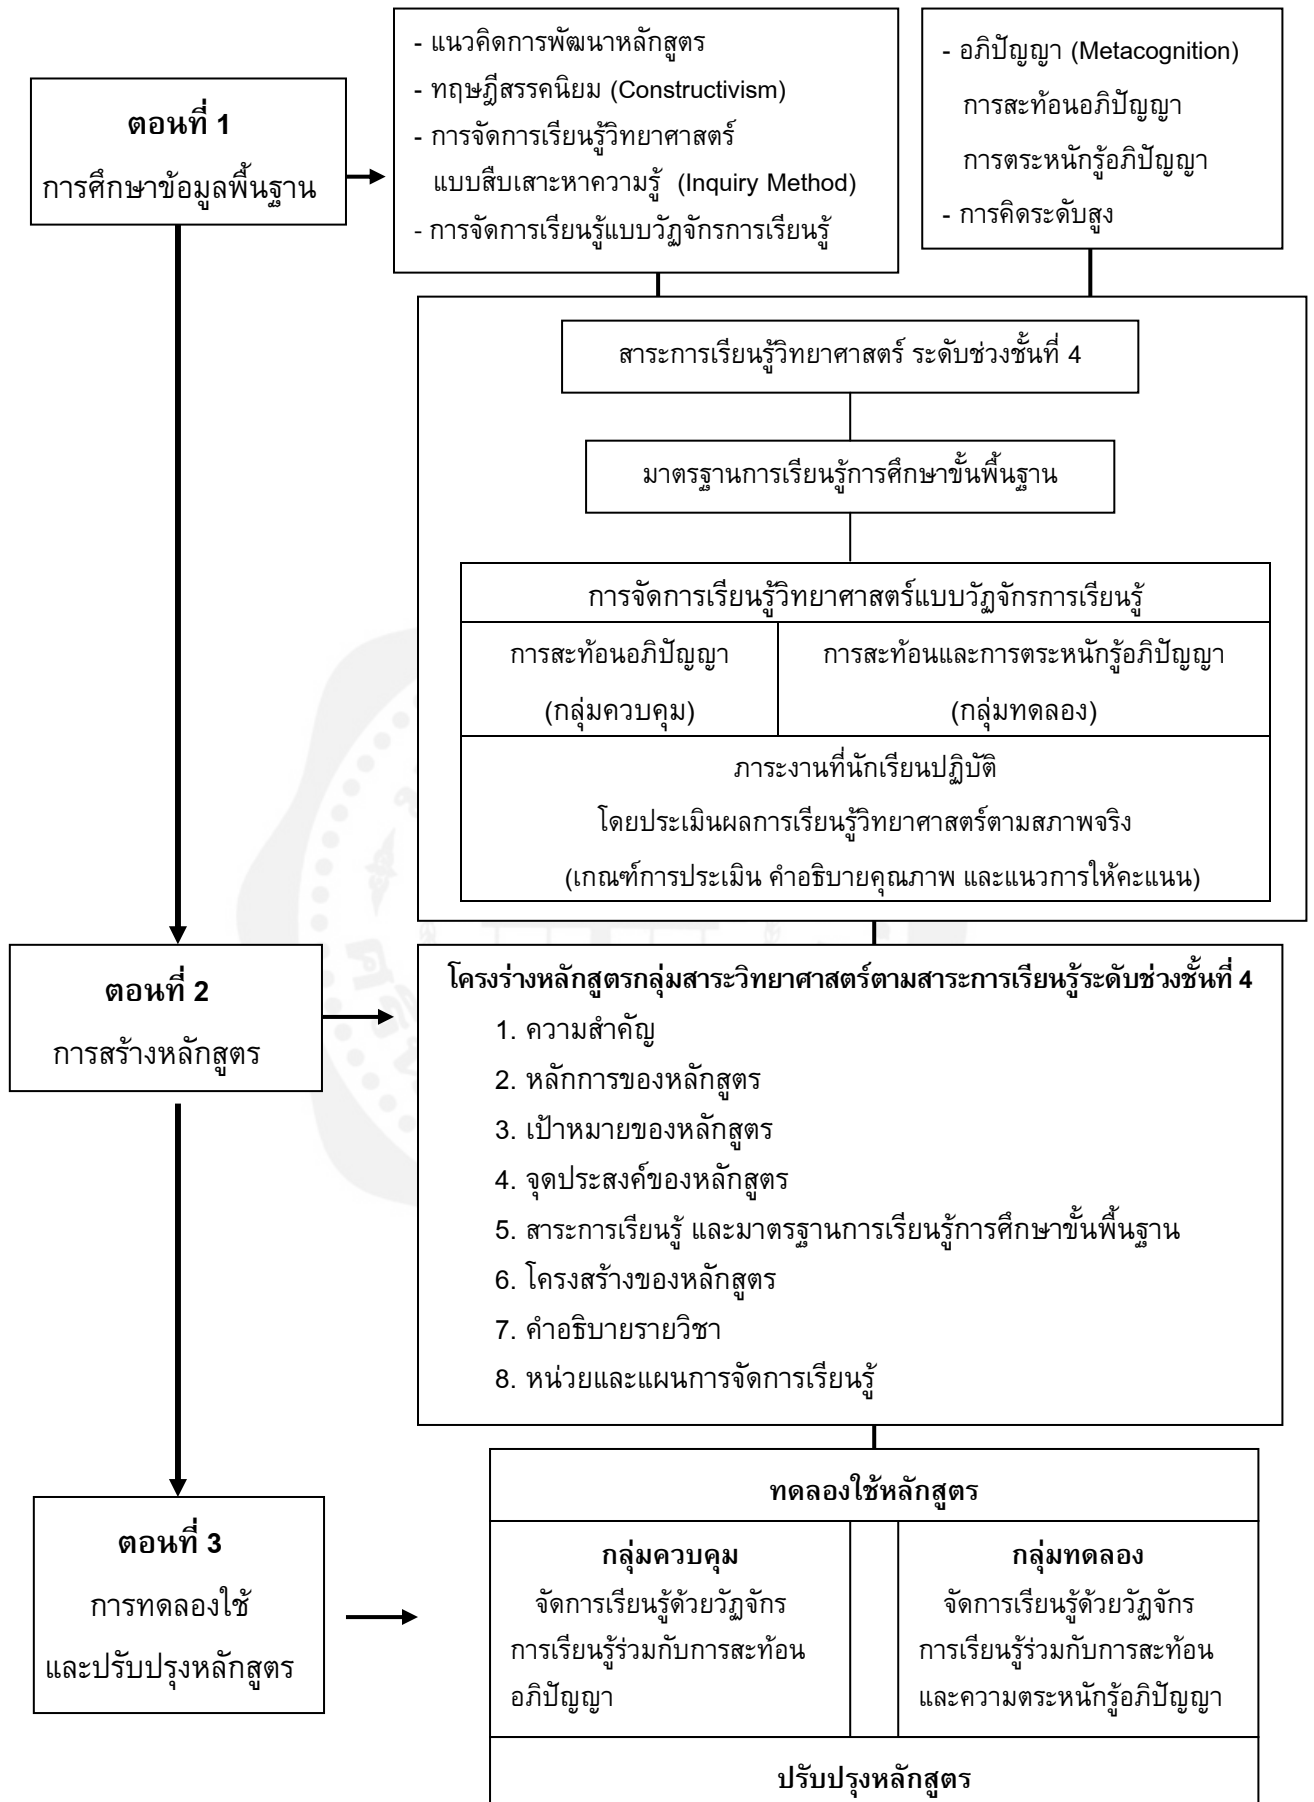 ตอนที่ 1
การศึกษาข้อมูลพื้นฐาน
- แนวคิดการพัฒนาหลักสูตร
- ทฤษฎีสรรคนิยม (Constructivism)
- การจัดการเรียนรู้วิทยาศาสตร์
แบบสืบเสาะหาความรู้ (Inquiry Method)
- การจัดการเรียนรู้แบบวัฏจักรการเรียนรู้
- อภิปัญญา (Metacognition)
การสะท้อนอภิปัญญา
การตระหนักรู้อภิปัญญา
- การคิดระดับสูง
สาระการเรียนรู้วิทยาศาสตร์ ระดับช่วงชั้นที่ 4
มาตรฐานการเรียนรู้การศึกษาขั้นพื้นฐาน
การจัดการเรียนรู้วิทยาศาสตร์แบบวัฏจักรการเรียนรู้
การสะท้อนอภิปัญญา
(กลุ่มควบคุม)
การสะท้อนและการตระหนักรู้อภิปัญญา
(กลุ่มทดลอง)
ภาระงานที่นักเรียนปฏิบัติ
โดยประเมินผลการเรียนรู้วิทยาศาสตร์ตามสภาพจริง
(เกณฑ์การประเมิน คำอธิบายคุณภาพ และแนวการให้คะแนน)
ตอนที่ 2
การสร้างหลักสูตร
โครงร่างหลักสูตรกลุ่มสาระวิทยาศาสตร์ตามสาระการเรียนรู้ระดับช่วงชั้นที่ 4
1. ความสำคัญ
2. หลักการของหลักสูตร
3. เป้าหมายของหลักสูตร
4. จุดประสงค์ของหลักสูตร
5. สาระการเรียนรู้ และมาตรฐานการเรียนรู้การศึกษาขั้นพื้นฐาน
6. โครงสร้างของหลักสูตร
7. คำอธิบายรายวิชา
8. หน่วยและแผนการจัดการเรียนรู้
ตอนที่ 3
การทดลองใช้
และปรับปรุงหลักสูตร
ทดลองใช้หลักสูตร
กลุ่มควบคุม
จัดการเรียนรู้ด้วยวัฏจักร
การเรียนรู้ร่วมกับการสะท้อน
อภิปัญญา
กลุ่มทดลอง
จัดการเรียนรู้ด้วยวัฏจักร
การเรียนรู้ร่วมกับการสะท้อน
และความตระหนักรู้อภิปัญญา
ปรับปรุงหลักสูตร